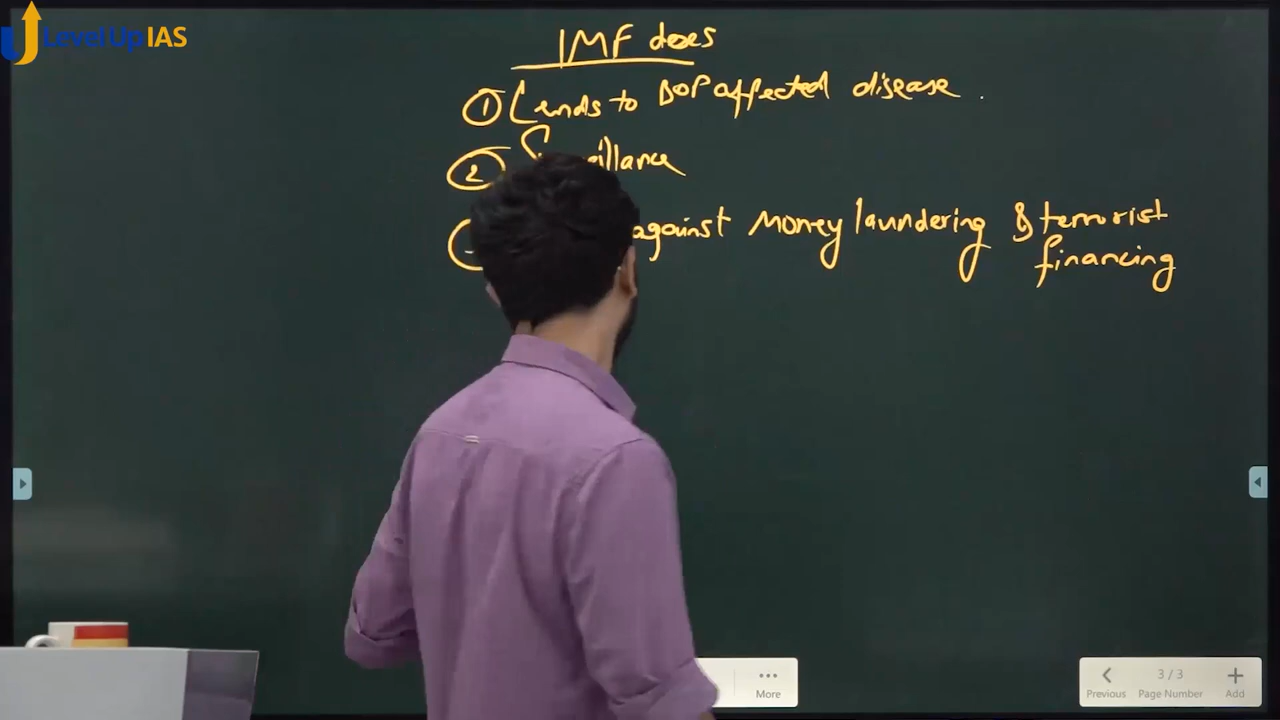 Level Up IAS
IMF does
① Lends to BOP affected disease.
②
against Money laundering & terrorist
financing
3/3
Previous Page Number Add
More